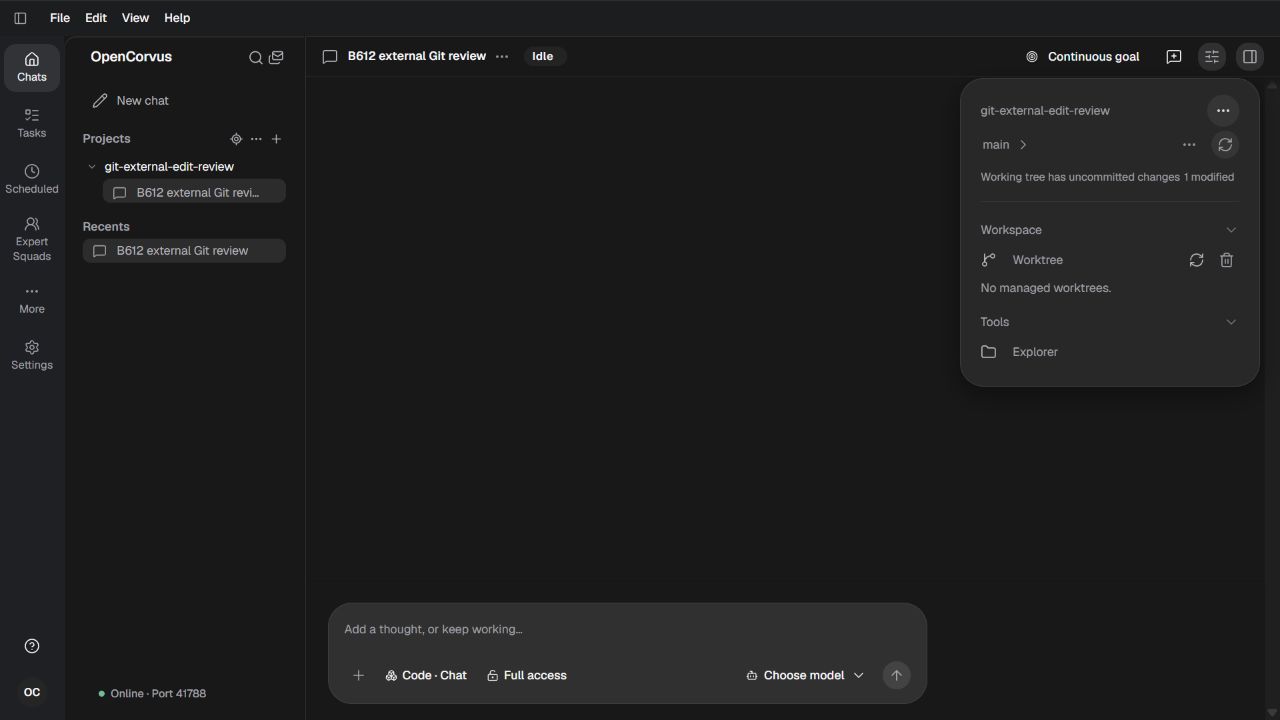 File Edit View Help
Chats
Tasks
Scheduled
Expert
Squads
More
Settings
OC
OpenCorvus
New chat
Projects
git-external-edit-review
B612 external Git revi...
Recents
B612 external Git review
Online · Port 41788
B612 external Git review
Idle
Continuous goal
git-external-edit-review
main
Working tree has uncommitted changes 1 modified
Workspace
Worktree
No managed worktrees.
Tools
Explorer
Add a thought, or keep working...
Code · Chat Full access Choose model